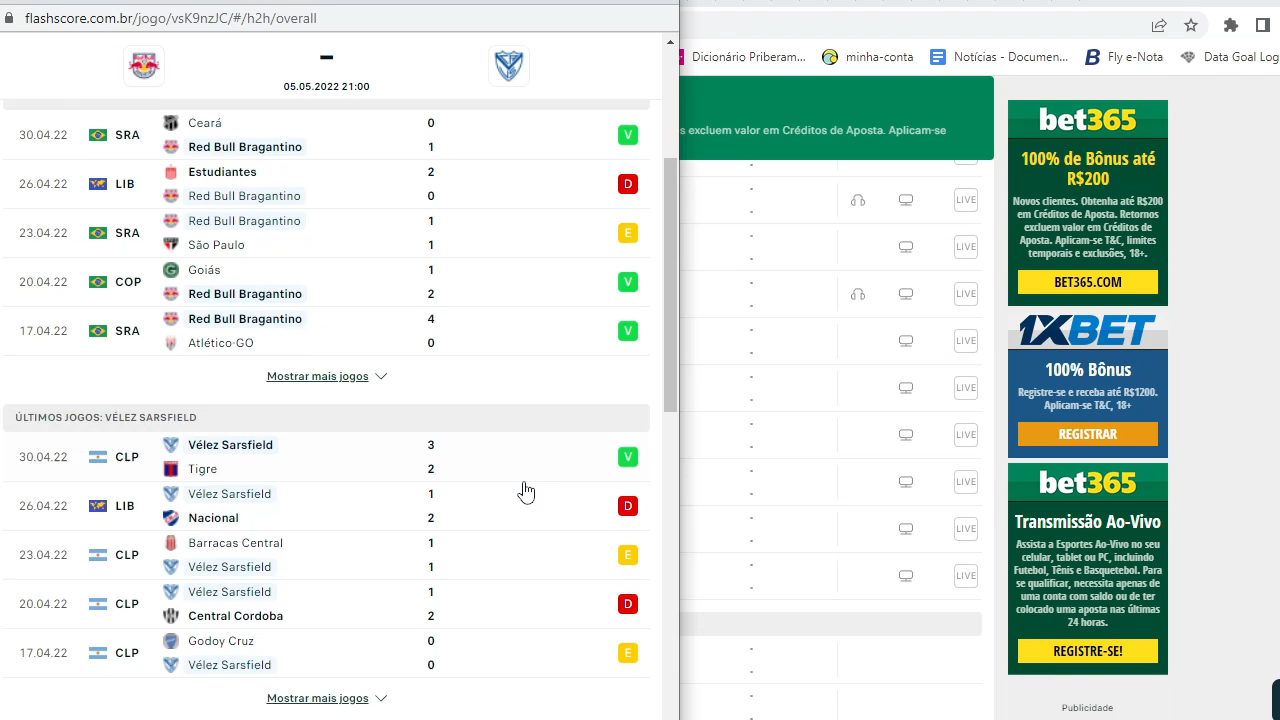 flashscore.com.br/jogo/vsK9nzJC/#/h2h/overall
-
05.05.2022 21:00
30.04.22 SRA Ceará 0
Red Bull Bragantino 1
V
26.04.22 LIB Estudiantes 2
Red Bull Bragantino 0
D
23.04.22 SRA Red Bull Bragantino 1
São Paulo 1
E
20.04.22 COP Goiás 1
Red Bull Bragantino 2
V
17.04.22 SRA Red Bull Bragantino 4
Atlético-GO 0
V
Mostrar mais jogos
ÚLTIMOS JOGOS: VÉLEZ SARSFIELD
30.04.22 CLP Vélez Sarsfield 3
Tigre 2
V
26.04.22 LIB Vélez Sarsfield 1
Nacional 2
D
23.04.22 CLP Barracas Central 1
Vélez Sarsfield 1
E
20.04.22 CLP Vélez Sarsfield 1
Central Cordoba 2
D
17.04.22 CLP Godoy Cruz 0
Vélez Sarsfield 0
E
Mostrar mais jogos
Dicionário Priberam...
minha-conta
Notícias - Documen...
Fly e-Nota
Data Goal Log
s excluem valor em Créditos de Aposta. Aplicam-se
LIVE
LIVE
LIVE
LIVE
LIVE
LIVE
LIVE
LIVE
LIVE
bet365
100% de Bônus até
R$200
Novos clientes. Obtenha até R$200
em Créditos de Aposta. Retornos
excluem valor em Créditos de
Aposta. Aplicam-se T&C, limites
temporais e exclusões, 18+.
BET365.COM
1XBET
100% Bônus
Registre-se e receba até R$1200.
Aplicam-se T&C, 18+
REGISTRAR
bet365
Transmissão Ao-Vivo
Assista a Esportes Ao-Vivo no seu
celular, tablet ou PC, incluindo
Futebol, Tênis e Basquetebol. Para
se qualificar, necessita apenas de
uma conta com saldo ou de ter
colocado uma aposta nas últimas
24 horas.
REGISTRE-SE!
Publicidade